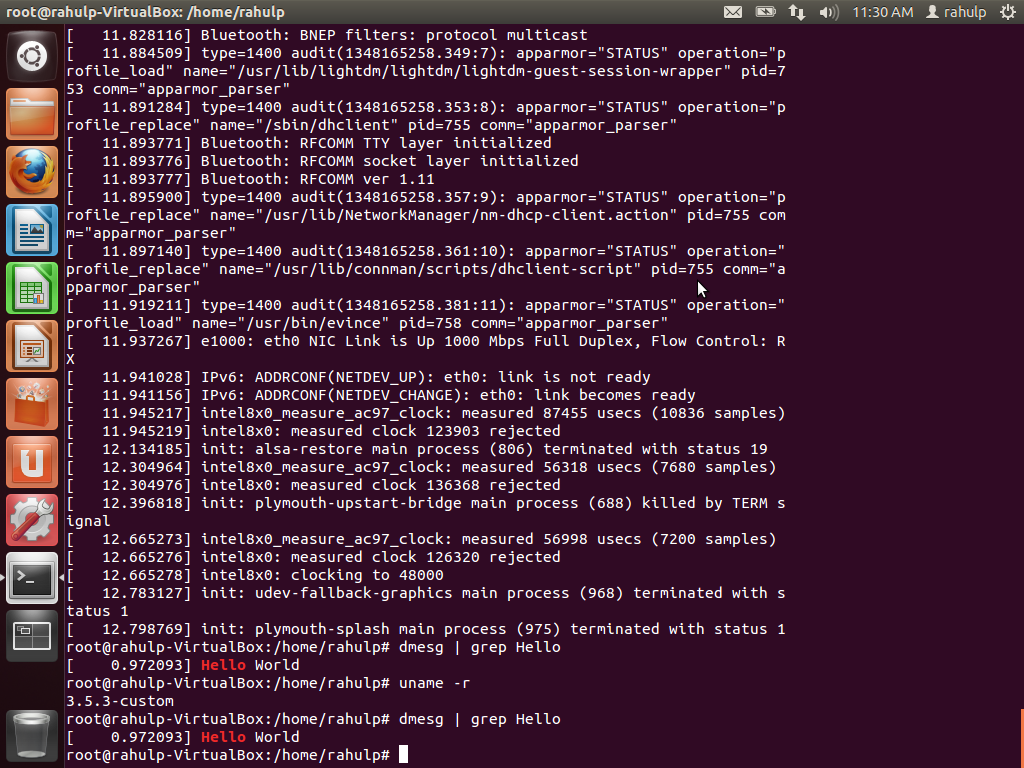 root@rahulp-VirtualBox: /home/rahulp
11:30 AM
rahulp
[   11.828116] Bluetooth: BNEP filters: protocol multicast
[   11.884509] type=1400 audit(1348165258.349:7): apparmor="STATUS" operation="p
rofile_load" name="/usr/lib/lightdm/lightdm/lightdm-guest-session-wrapper" pid=7
53 comm="apparmor_parser"
[   11.891284] type=1400 audit(1348165258.353:8): apparmor="STATUS" operation="p
rofile_replace" name="/sbin/dhclient" pid=755 comm="apparmor_parser"
[   11.893771] Bluetooth: RFCOMM TTY layer initialized
[   11.893776] Bluetooth: RFCOMM socket layer initialized
[   11.893777] Bluetooth: RFCOMM ver 1.11
[   11.895900] type=1400 audit(1348165258.357:9): apparmor="STATUS" operation="p
rofile_replace" name="/usr/lib/NetworkManager/nm-dhcp-client.action" pid=755 com
m="apparmor_parser"
[   11.897140] type=1400 audit(1348165258.361:10): apparmor="STATUS" operation="
profile_replace" name="/usr/lib/connman/scripts/dhclient-script" pid=755 comm="a
pparmor_parser"
[   11.919211] type=1400 audit(1348165258.381:11): apparmor="STATUS" operation="
profile_load" name="/usr/bin/evince" pid=758 comm="apparmor_parser"
[   11.937267] e1000: eth0 NIC Link is Up 1000 Mbps Full Duplex, Flow Control: R
X
[   11.941028] IPv6: ADDRCONF(NETDEV_UP): eth0: link is not ready
[   11.941156] IPv6: ADDRCONF(NETDEV_CHANGE): eth0: link becomes ready
[   11.945217] intel8x0_measure_ac97_clock: measured 87455 usecs (10836 samples)
[   11.945219] intel8x0: measured clock 123903 rejected
[   12.134185] init: alsa-restore main process (806) terminated with status 19
[   12.304964] intel8x0_measure_ac97_clock: measured 56318 usecs (7680 samples)
[   12.304976] intel8x0: measured clock 136368 rejected
[   12.396818] init: plymouth-upstart-bridge main process (688) killed by TERM s
ignal
[   12.665273] intel8x0_measure_ac97_clock: measured 56998 usecs (7200 samples)
[   12.665276] intel8x0: measured clock 126320 rejected
[   12.665278] intel8x0: clocking to 48000
[   12.783127] init: udev-fallback-graphics main process (968) terminated with s
tatus 1
[   12.798769] init: plymouth-splash main process (975) terminated with status 1
root@rahulp-VirtualBox:/home/rahulp# dmesg | grep Hello
[    0.972093] Hello World
root@rahulp-VirtualBox:/home/rahulp# uname -r
3.5.3-custom
root@rahulp-VirtualBox:/home/rahulp# dmesg | grep Hello
[    0.972093] Hello World
root@rahulp-VirtualBox:/home/rahulp#